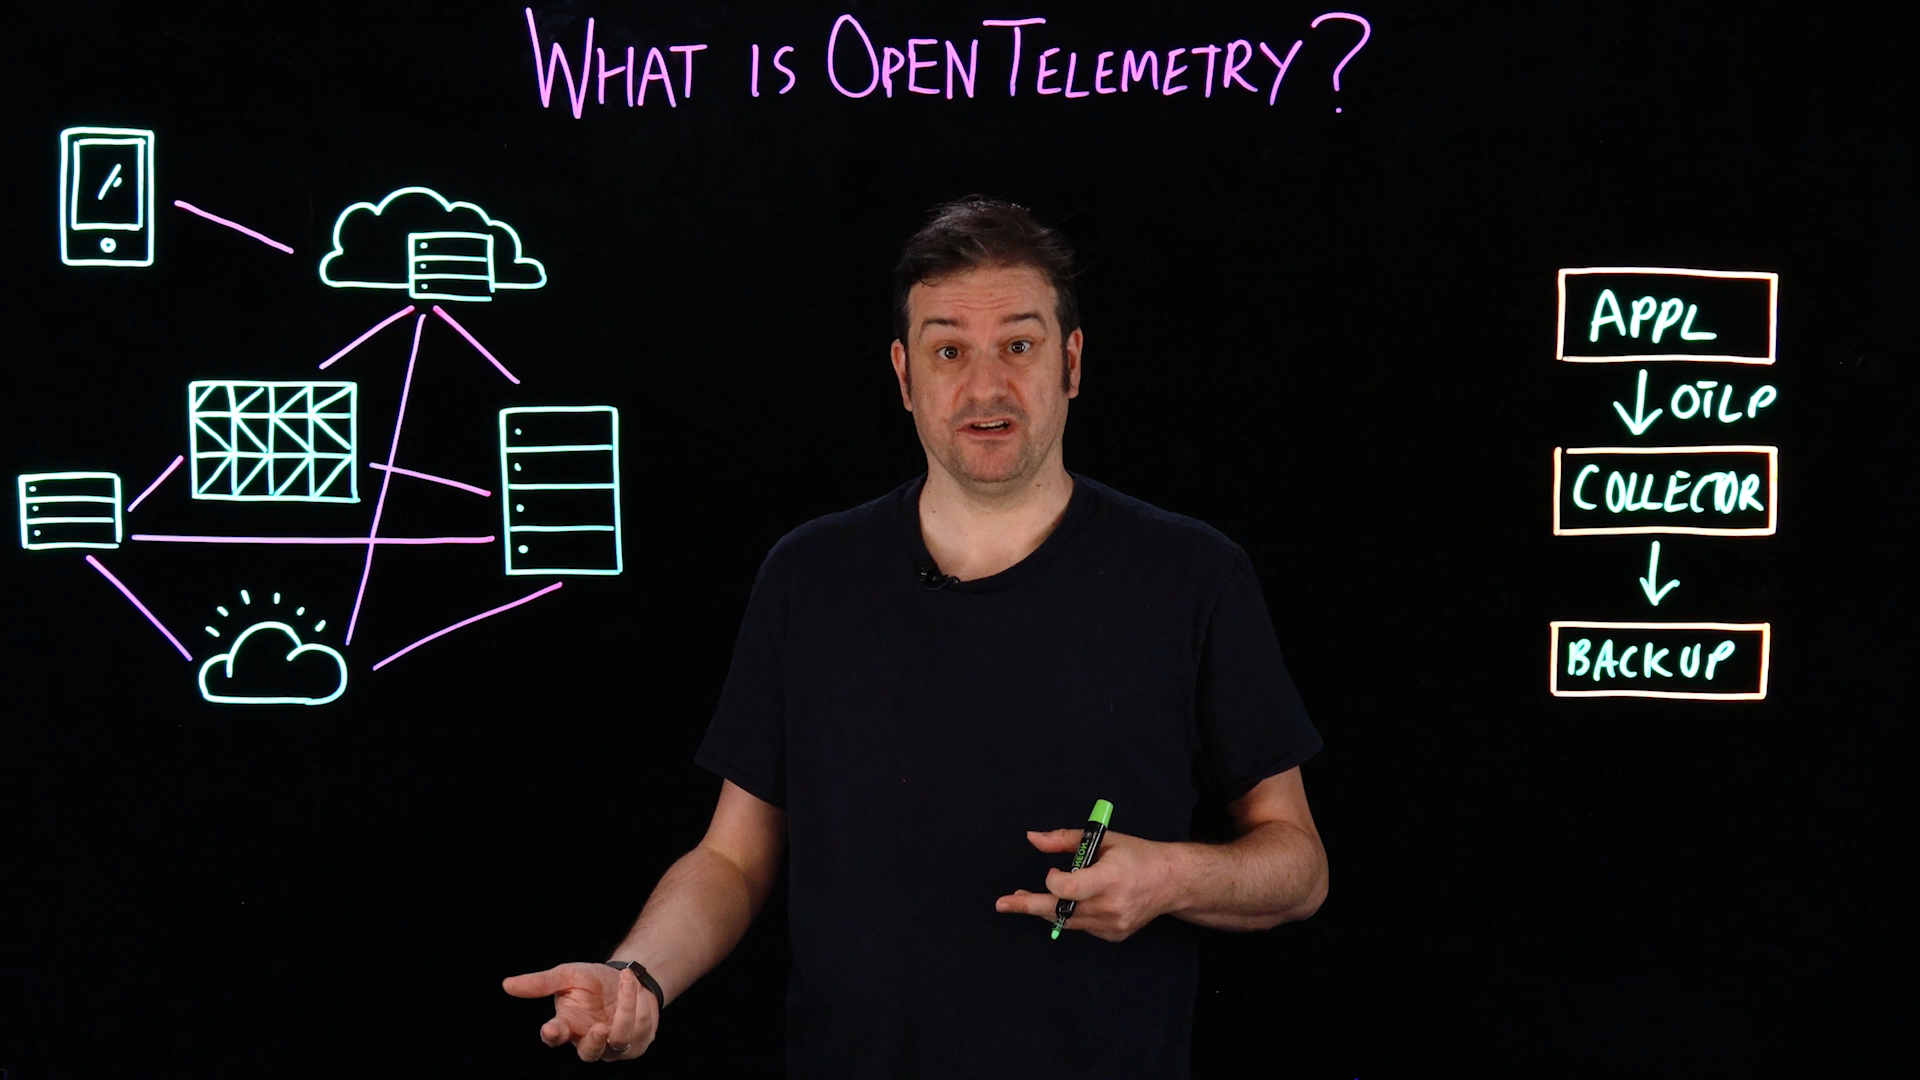 WHAT IS OPENTELEMETRY?
APPL
OTLP
COLLECTOR
BACKUP